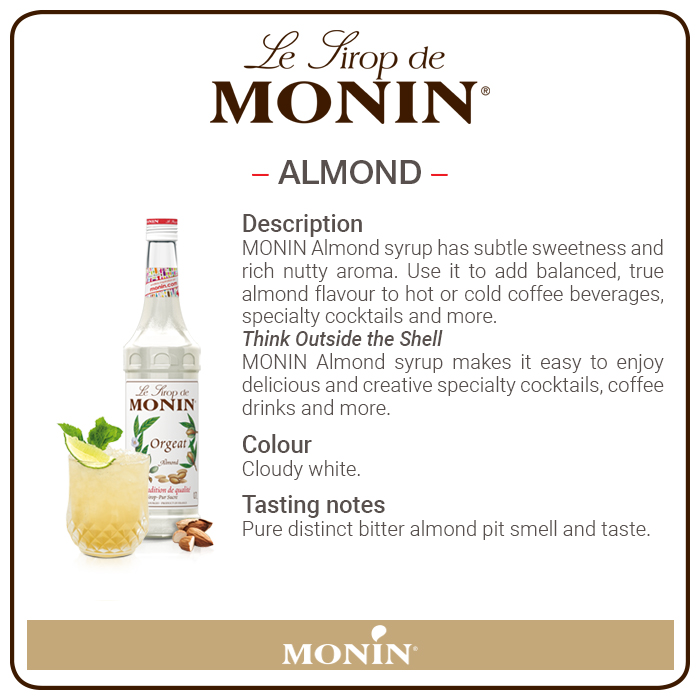 Le Sirop de
MONIN®
– ALMOND –
Description
MONIN Almond syrup has subtle sweetness and
rich nutty aroma. Use it to add balanced, true
almond flavour to hot or cold coffee beverages,
specialty cocktails and more.
Think Outside the Shell
MONIN Almond syrup makes it easy to enjoy
delicious and creative specialty cocktails, coffee
drinks and more.
monin.com
Le Sirop de
MONIN
Orgeat
Almond
Colour
Cloudy white.
Tasting notes
Pure distinct bitter almond pit smell and taste.
MONIN®